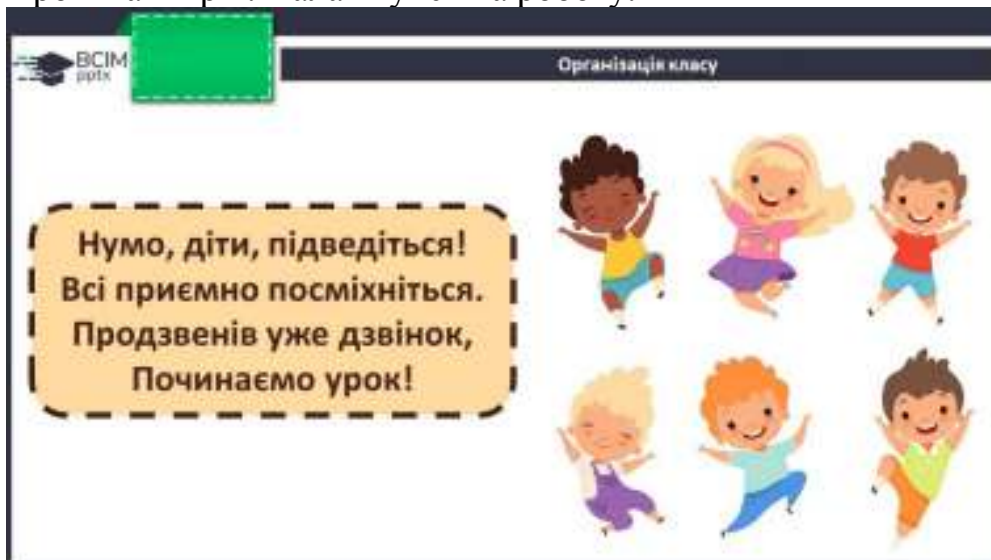 ВСІМ
pptx
Організація класу
Нумо, діти, підведіться!
Всі приємно посміхніться.
Продзвенів уже дзвінок,
Починаємо урок!